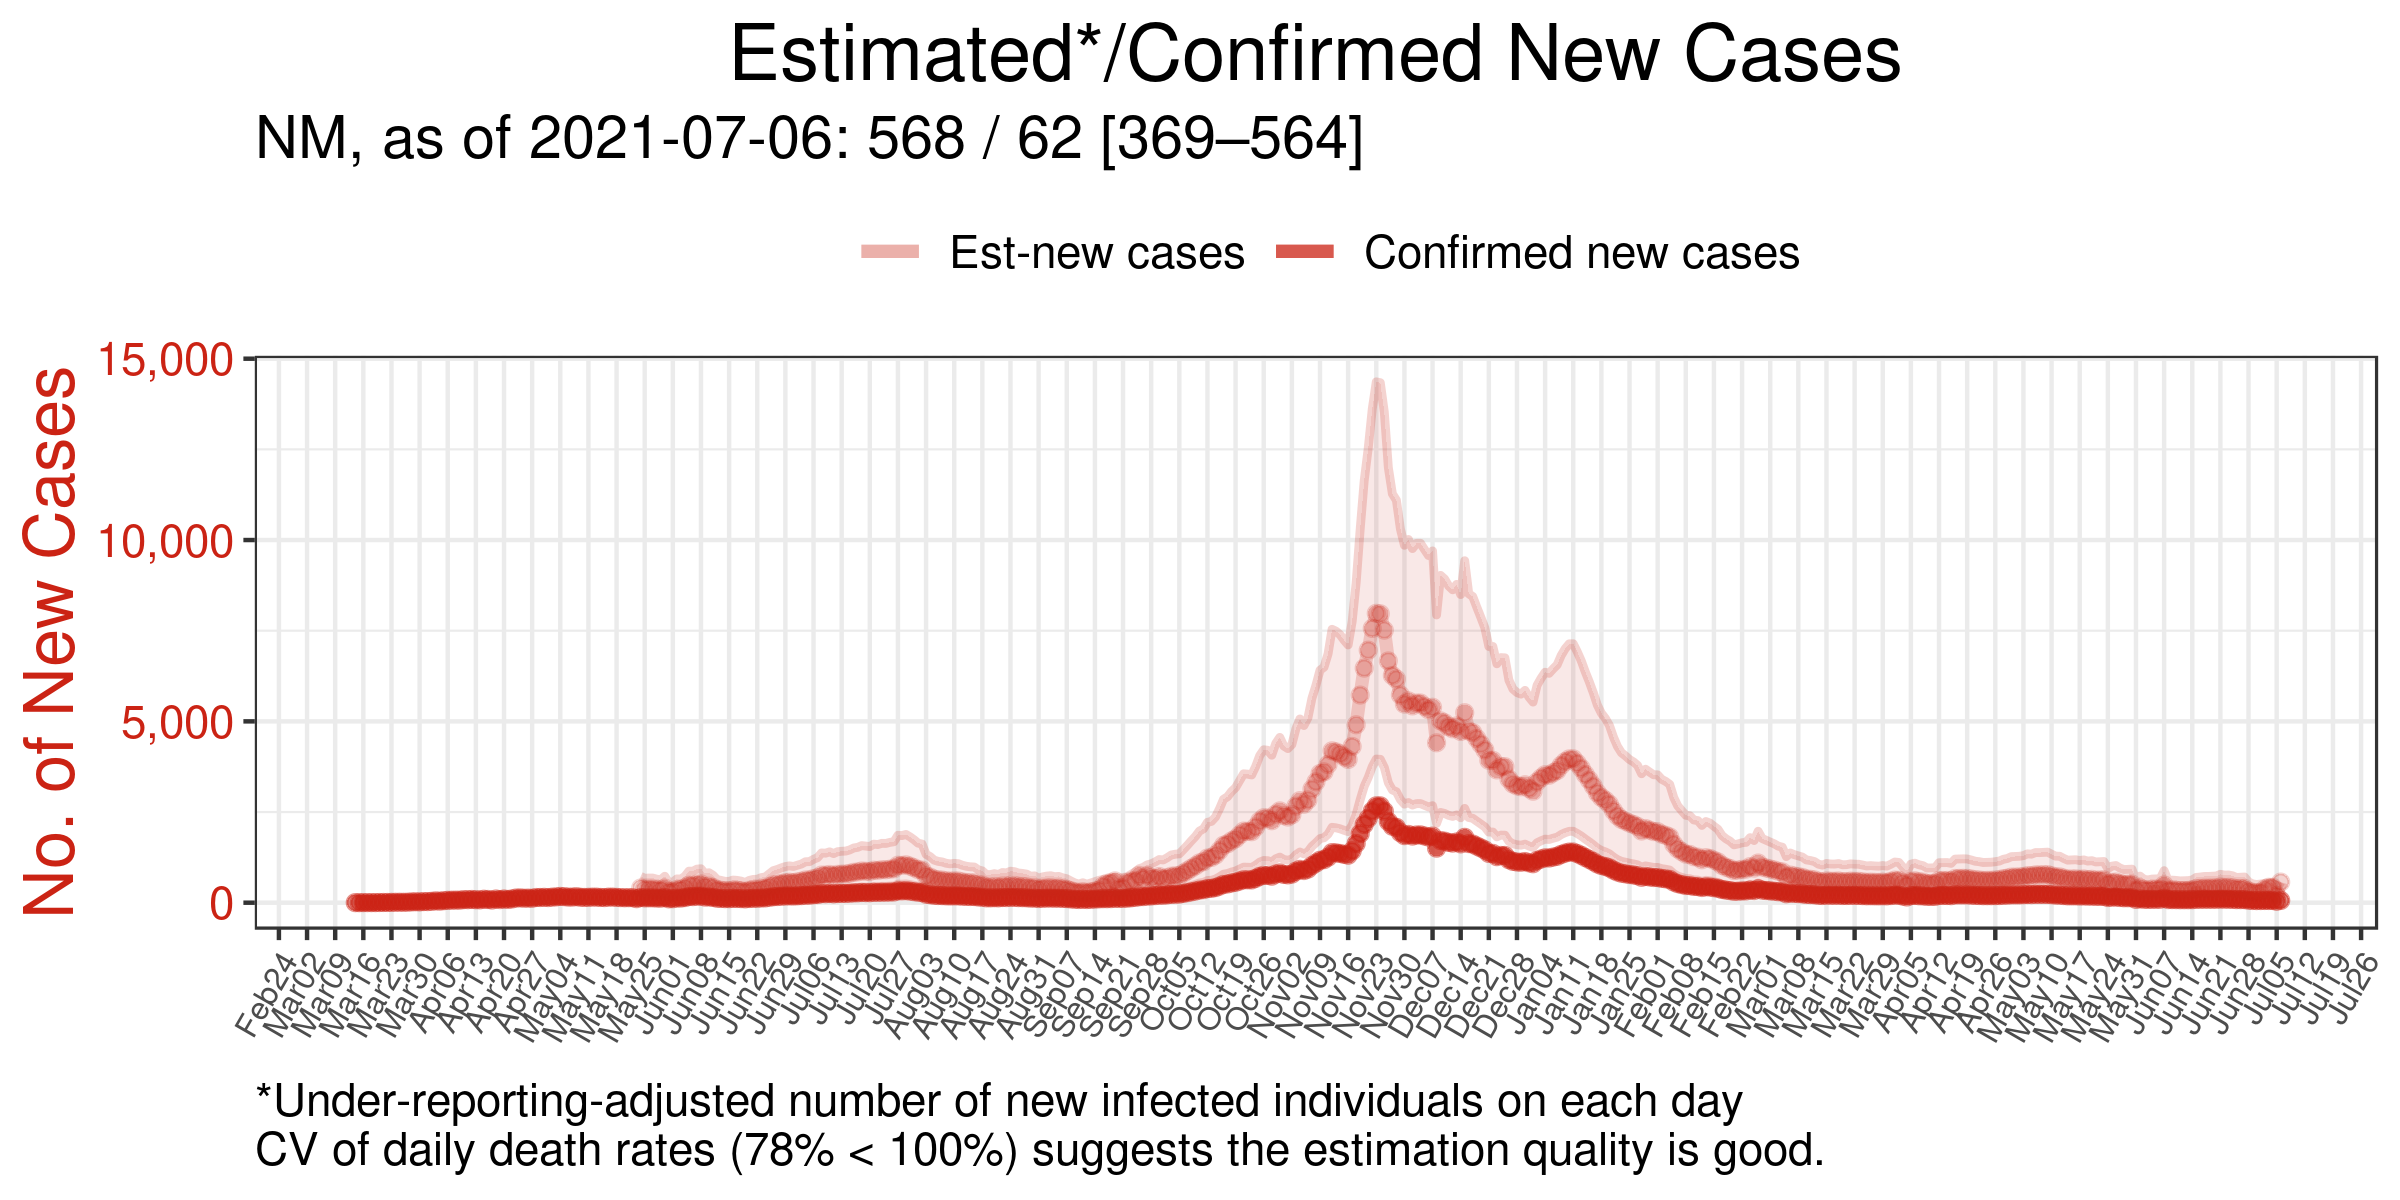 Estimated*/Confirmed New Cases
NM, as of 2021-07-06: 568 / 62 [369–564]
Est-new cases
Confirmed new cases
No. of New Cases
15,000
10,000
5,000
0
Feb24
Mar02
Mar09
Mar16
Mar23
Mar30
Apr06
Apr13
Apr20
Apr27
May04
May11
May18
May25
Jun01
Jun08
Jun15
Jun22
Jun29
Jul06
Jul13
Jul20
Jul27
Aug03
Aug10
Aug17
Aug24
Aug31
Sep07
Sep14
Sep21
Sep28
Oct05
Oct12
Oct19
Oct26
Nov02
Nov09
Nov16
Nov23
Nov30
Dec07
Dec14
Dec21
Dec28
Jan04
Jan11
Jan18
Jan25
Feb01
Feb08
Feb15
Feb22
Mar01
Mar08
Mar15
Mar22
Mar29
Apr05
Apr12
Apr19
Apr26
May03
May10
May17
May24
May31
Jun07
Jun14
Jun21
Jun28
Jul05
Jul12
Jul19
Jul26
*Under-reporting-adjusted number of new infected individuals on each day
CV of daily death rates (78% < 100%) suggests the estimation quality is good.